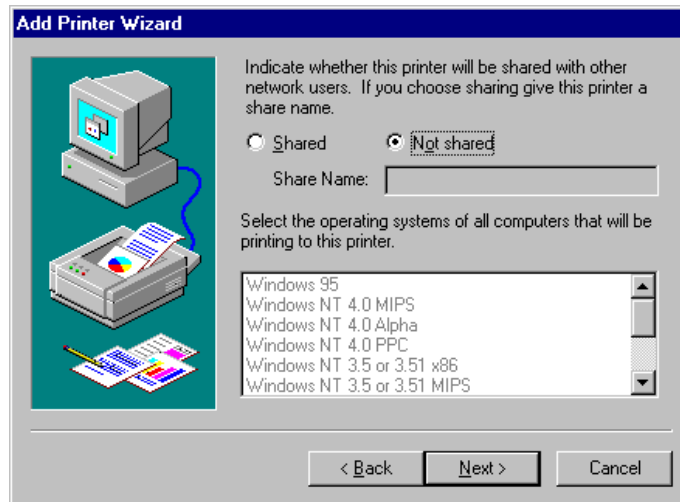 Add Printer Wizard
Indicate whether this printer will be shared with other
network users. If you choose sharing give this printer a
share name.
Shared Not shared
Share Name:
Select the operating systems of all computers that will be
printing to this printer.
Windows 95
Windows NT 4.0 MIPS
Windows NT 4.0 Alpha
Windows NT 4.0 PPC
Windows NT 3.5 or 3.51 x86
Windows NT 3.5 or 3.51 MIPS
< Back Next > Cancel